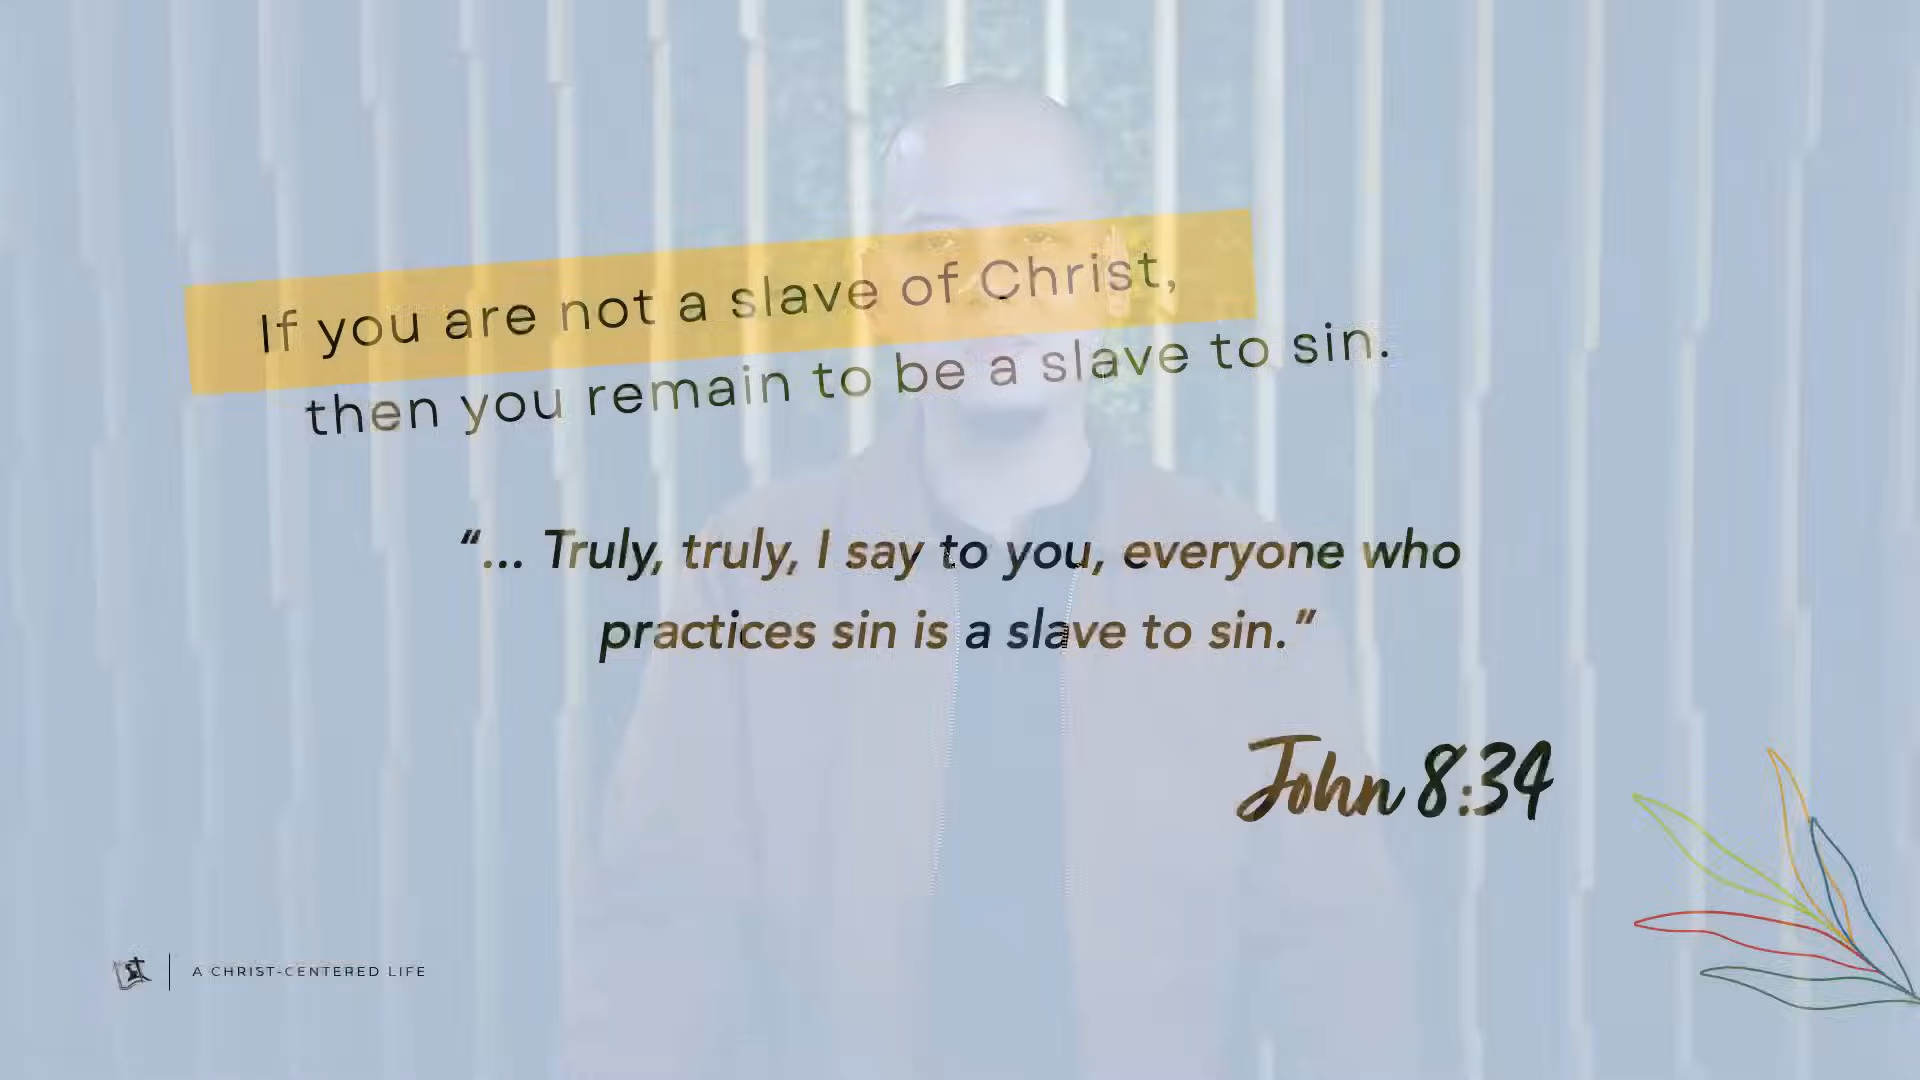 If you are not a slave of Christ,
then you remain to be a slave to sin.
“... Truly, truly, I say to you, everyone who
practices sin is a slave to sin.”
John 8:34
A CHRIST-CENTERED LIFE